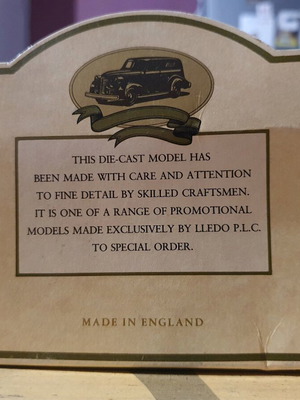 THIS DIE-CAST MODEL HAS
BEEN MADE WITH CARE AND ATTENTION
TO FINE DETAIL BY SKILLED CRAFTSMEN.
IT IS ONE OF A RANGE OF PROMOTIONAL
MODELS MADE EXCLUSIVELY BY LLEDO P.L.C.
TO SPECIAL ORDER.
MADE IN ENGLAND